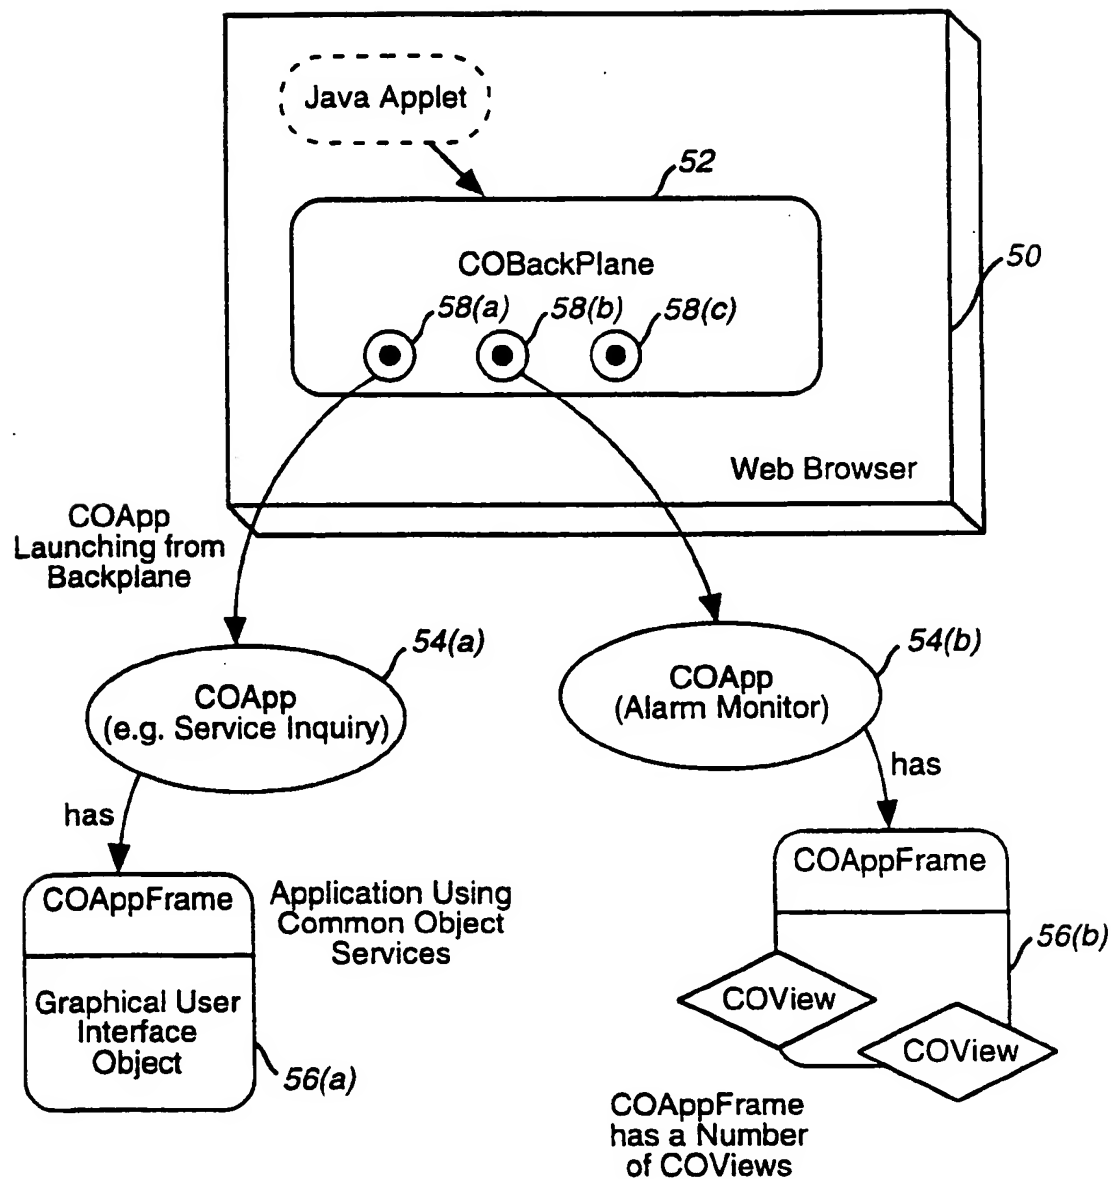 Java Applet
52
COBackPlane
50
58(a)
58(b)
58(c)
Web Browser
COApp
Launching from
Backplane
54(a)
COApp
(e.g. Service Inquiry)
54(b)
COApp
(Alarm Monitor)
has
has
COAppFrame
Graphical User
Interface
Object
56(a)
Application Using
Common Object
Services
COAppFrame
56(b)
COView
COView
COAppFrame
has a Number
of COViews